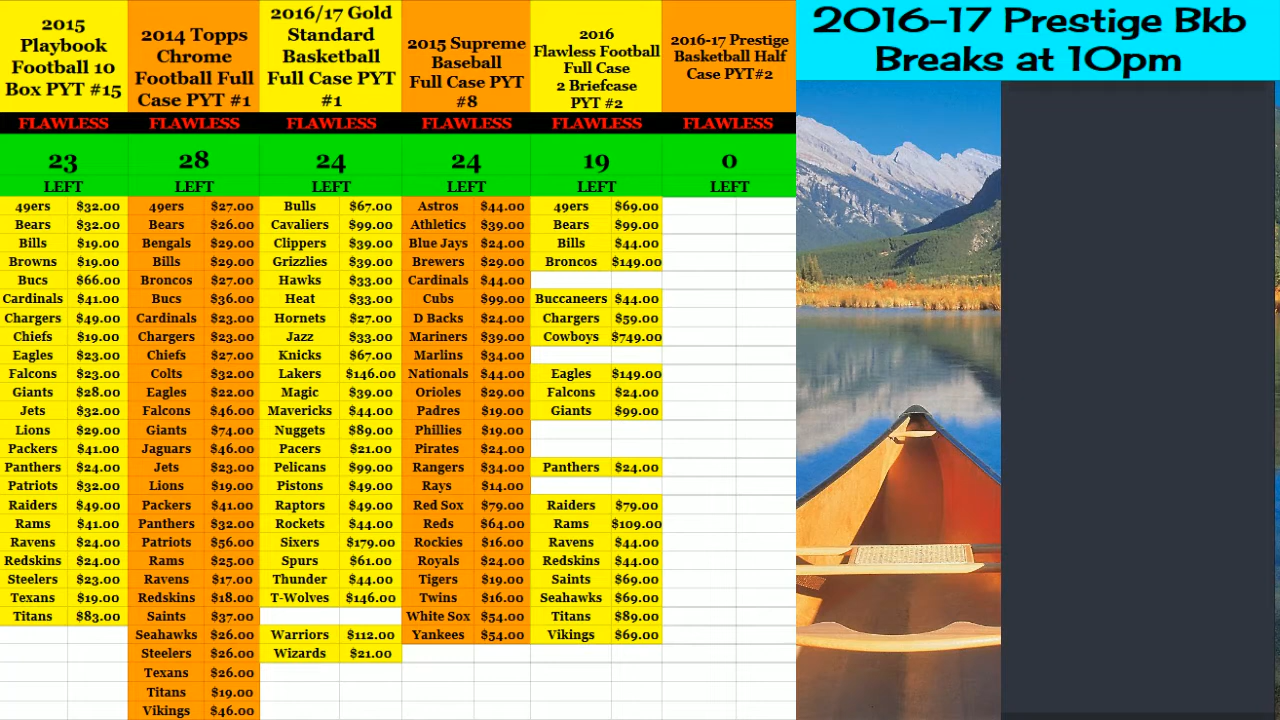 2015
Playbook
Football 10
Box PYT #15
2014 Topps
Chrome
Football Full
Case PYT #1
2016/17 Gold
Standard
Basketball
Full Case PYT
#1
2015 Supreme
Baseball
Full Case PYT
#8
2016
Flawless Football
Full Case
2 Briefcase
PYT #2
2016-17 Prestige
Basketball Half
Case PYT#2
2016-17 Prestige Bkb
Breaks at 10pm
FLAWLESS FLAWLESS FLAWLESS FLAWLESS FLAWLESS FLAWLESS
23 28 24 24 19 0
LEFT LEFT LEFT LEFT LEFT LEFT
49ers $32.00 49ers $27.00 Bulls $67.00 Astros $44.00 49ers $69.00
Bears $32.00 Bears $26.00 Cavaliers $99.00 Athletics $39.00 Bears $99.00
Bills $19.00 Bengals $29.00 Clippers $39.00 Blue Jays $24.00 Bills $44.00
Browns $19.00 Bills $29.00 Grizzlies $39.00 Brewers $29.00 Broncos $149.00
Bucs $66.00 Broncos $27.00 Hawks $33.00 Cardinals $44.00
Cardinals $41.00 Bucs $36.00 Heat $33.00 Cubs $99.00 Buccaneers $44.00
Chargers $49.00 Cardinals $23.00 Hornets $27.00 D Backs $24.00 Chargers $59.00
Chiefs $19.00 Chargers $23.00 Jazz $33.00 Mariners $39.00 Cowboys $749.00
Eagles $23.00 Chiefs $27.00 Knicks $67.00 Marlins $34.00
Falcons $23.00 Colts $32.00 Lakers $146.00 Nationals $44.00 Eagles $149.00
Giants $28.00 Eagles $22.00 Magic $39.00 Orioles $29.00 Falcons $24.00
Jets $32.00 Falcons $46.00 Mavericks $44.00 Padres $19.00 Giants $99.00
Lions $29.00 Giants $74.00 Nuggets $89.00 Phillies $19.00
Packers $41.00 Jaguars $46.00 Pacers $21.00 Pirates $24.00
Panthers $24.00 Jets $23.00 Pelicans $99.00 Rangers $34.00 Panthers $24.00
Patriots $32.00 Lions $19.00 Pistons $49.00 Rays $14.00
Raiders $49.00 Packers $41.00 Raptors $49.00 Red Sox $79.00 Raiders $79.00
Rams $41.00 Panthers $32.00 Rockets $44.00 Reds $64.00 Rams $109.00
Ravens $24.00 Patriots $56.00 Sixers $179.00 Rockies $16.00 Ravens $44.00
Redskins $24.00 Rams $25.00 Spurs $61.00 Royals $24.00 Redskins $44.00
Steelers $23.00 Ravens $17.00 Thunder $44.00 Tigers $19.00 Saints $69.00
Texans $19.00 Redskins $18.00 T-Wolves $146.00 Twins $16.00 Seahawks $69.00
Titans $83.00 Saints $37.00 White Sox $54.00 Titans $89.00
Seahawks $26.00 Warriors $112.00 Yankees $54.00 Vikings $69.00
Steelers $26.00 Wizards $21.00
Texans $26.00
Titans $19.00
Vikings $46.00